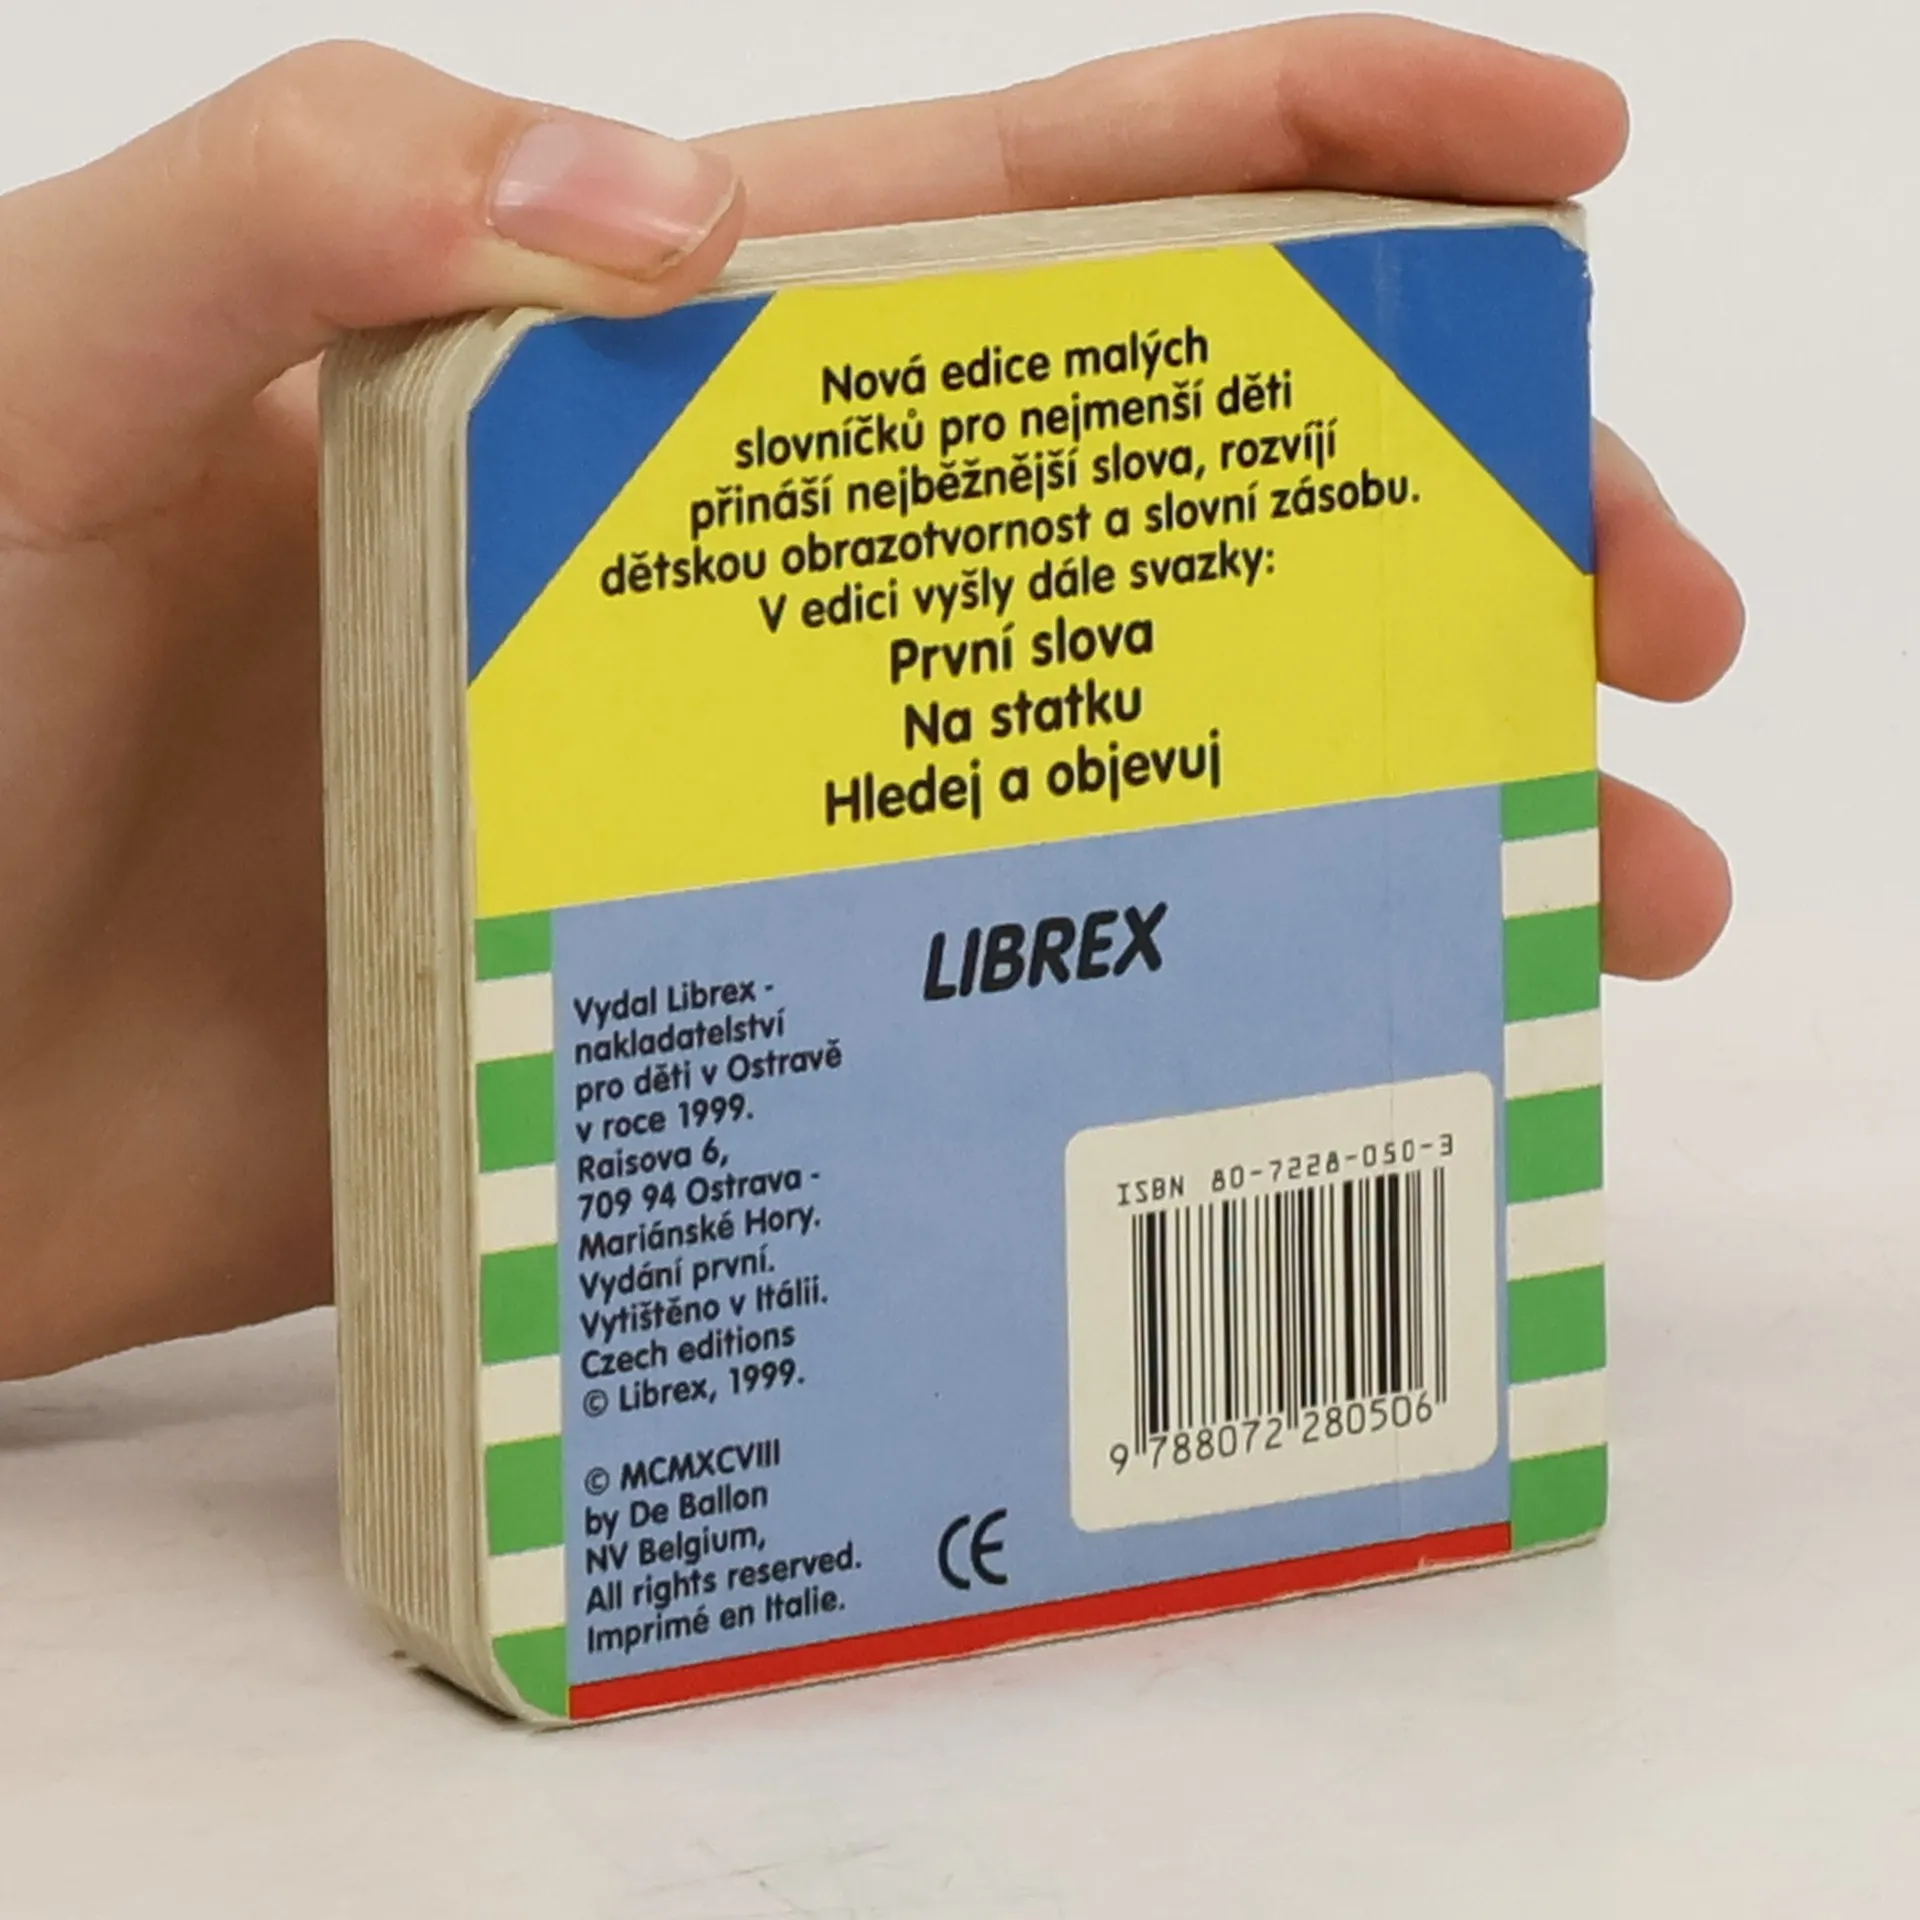 Nová edice malých
slovníčků pro nejmenší děti
přináší nejběžnější slova, rozvíjí
dětskou obrazotvornost a slovní zásobu.
V edici vyšly dále svazky:
První slova
Na statku
Hledej a objevuj
LIBREX
Vydal Librex -
nakladatelství
pro děti v Ostravě
v roce 1999.
Raisova 6,
709 94 Ostrava -
Mariánské Hory.
Vydání první.
Vytištěno v Itálii.
Czech editions
© Librex, 1999.
© MCMXCVIII
by De Ballon
NV Belgium,
All rights reserved.
Imprimé en Italie.
CE
ISBN 80-7228-050-3
9 788072 280506